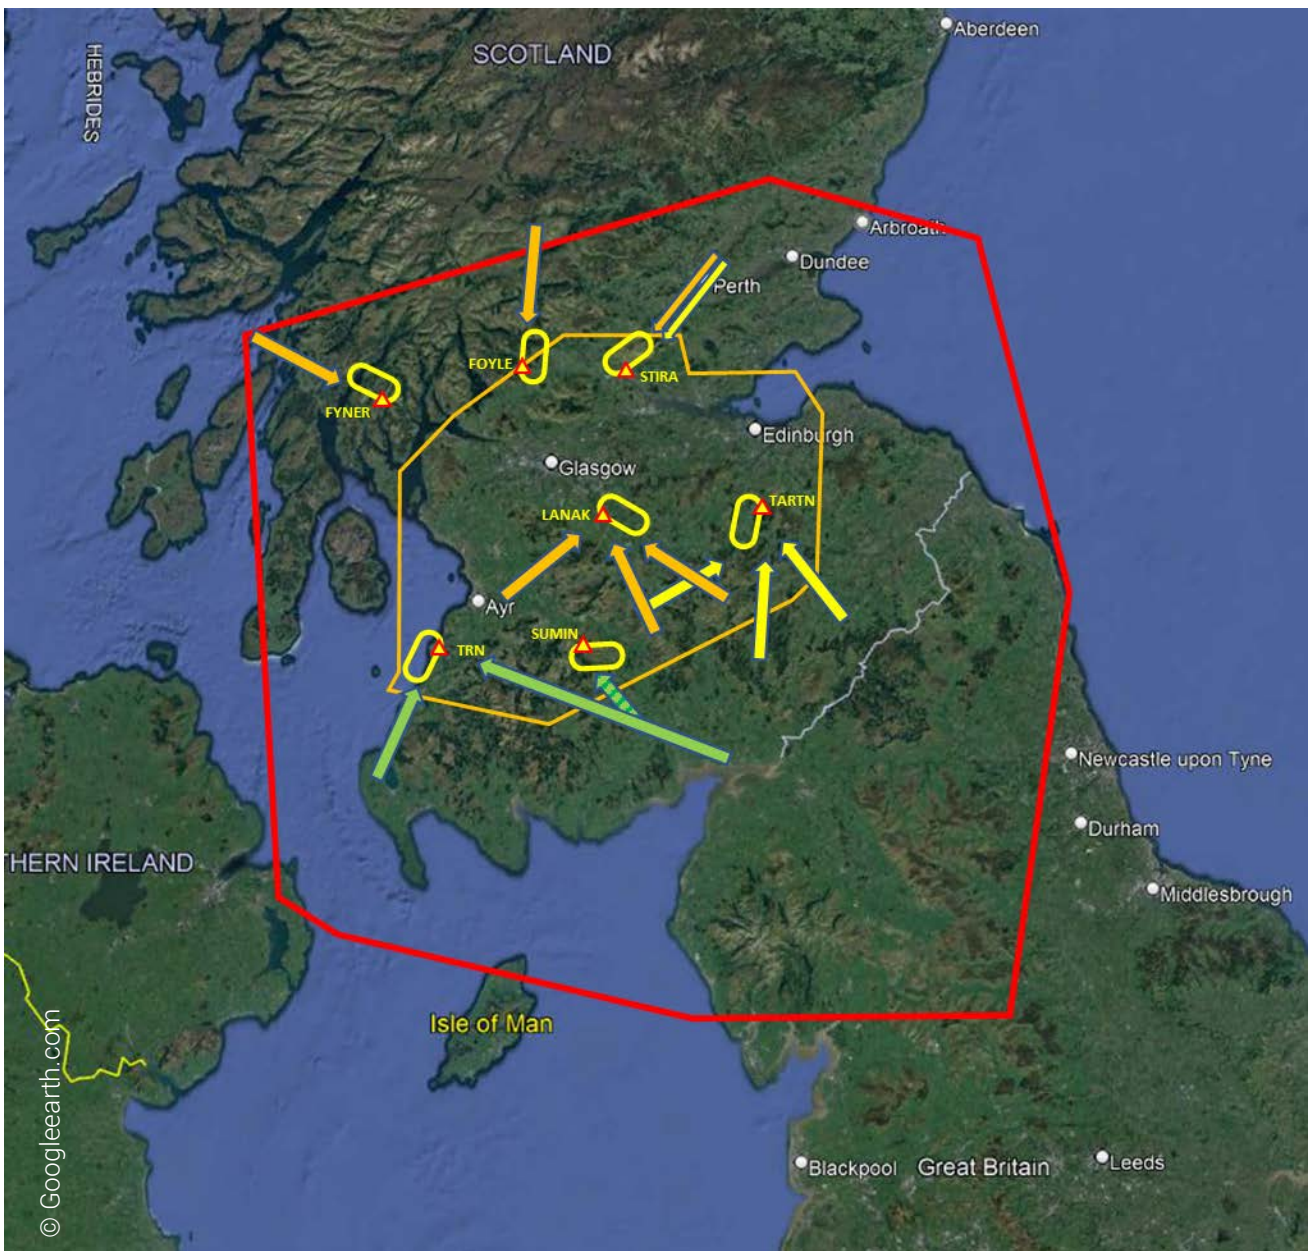 Aberdeen
SCOTLAND
HEBRIDES
Arbroath
Dundee
Perth
FOYLE
STIRA
FYNER
Edinburgh
Glasgow
TARTN
LANAK
Ayr
SUMIN
TRN
Newcastle upon Tyne
Durham
THERN IRELAND
Middlesbrough
Isle of Man
© Googleearth.com
Blackpool
Great Britain
Leeds